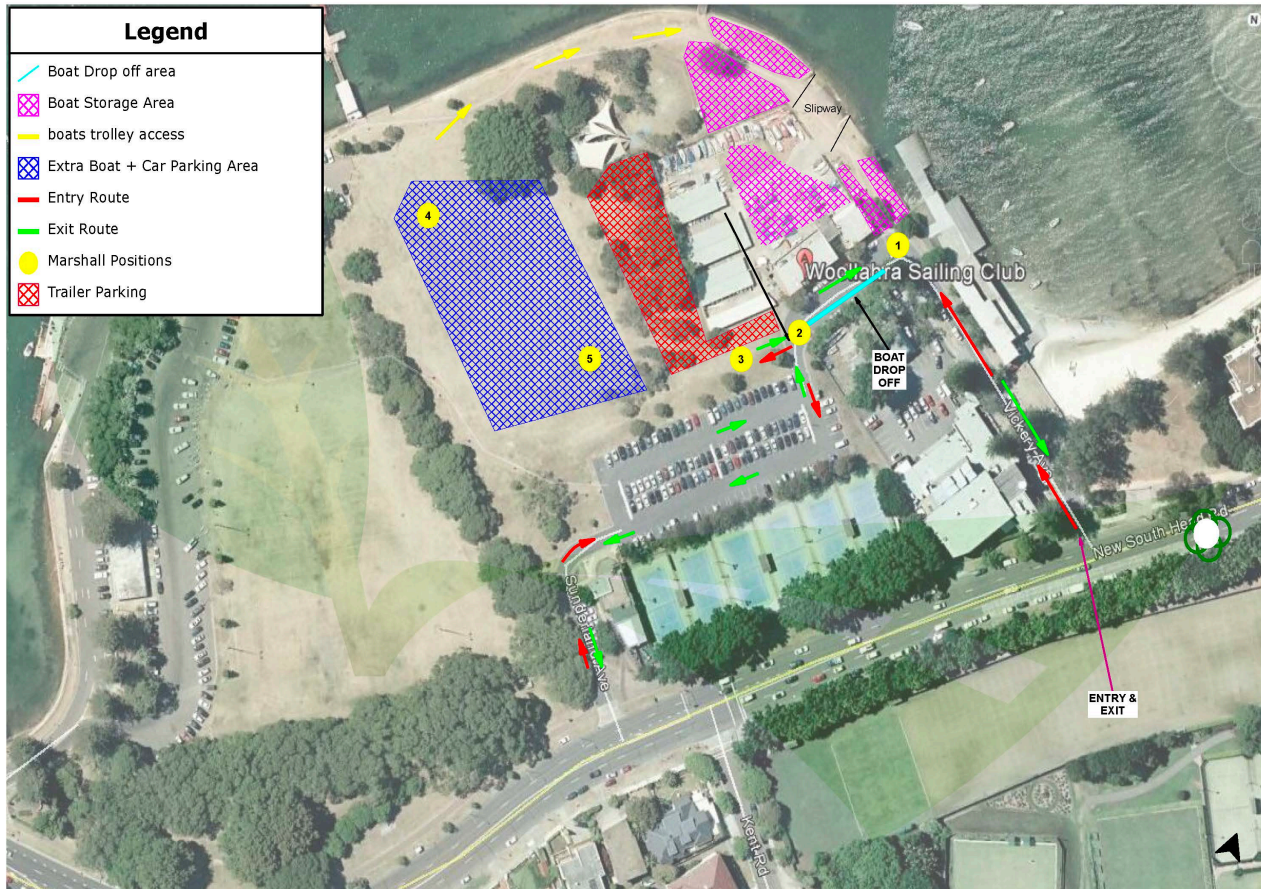 Legend
Boat Drop off area
Boat Storage Area
boats trolley access
Extra Boat + Car Parking Area
Entry Route
Exit Route
Marshall Positions
Trailer Parking
N
Slipway
4
1
A
Woollahra Sailing Club
2
5
3
BOAT
DROP
OFF
Vickery Ave
New South Head Rd
Sunderland Ave
ENTRY &
EXIT
Kent Rd